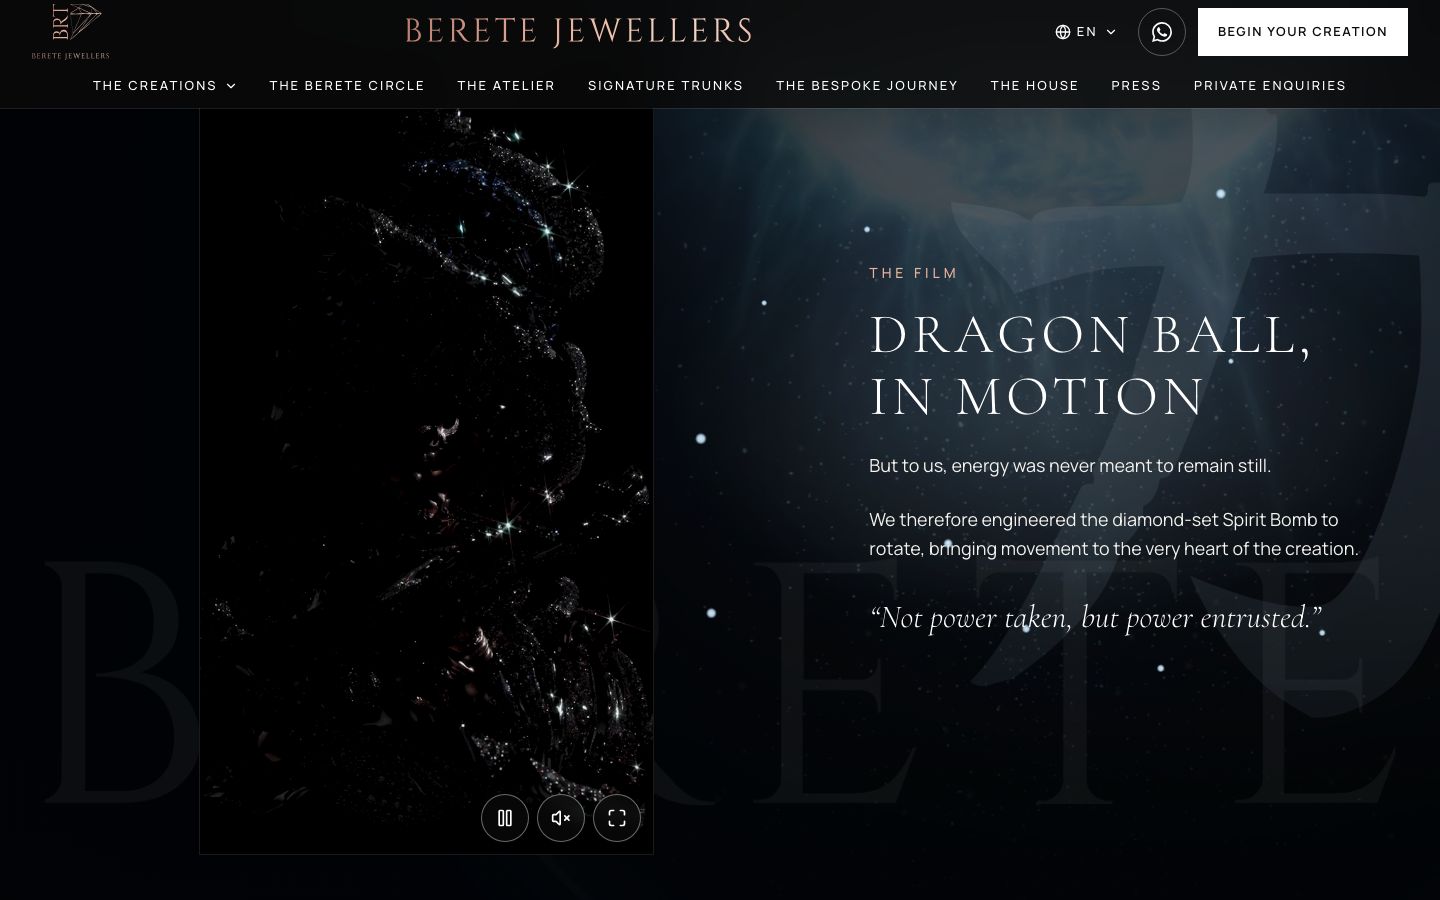 BRT
BERETE JEWELLERS
BERETE JEWELLERS
EN
BEGIN YOUR CREATION
THE CREATIONS
THE BERETE CIRCLE
THE ATELIER
SIGNATURE TRUNKS
THE BESPOKE JOURNEY
THE HOUSE
PRESS
PRIVATE ENQUIRIES
THE FILM
DRAGON BALL,
IN MOTION
But to us, energy was never meant to remain still.
We therefore engineered the diamond-set Spirit Bomb to
rotate, bringing movement to the very heart of the creation.
“Not power taken, but power entrusted.”
BERETE